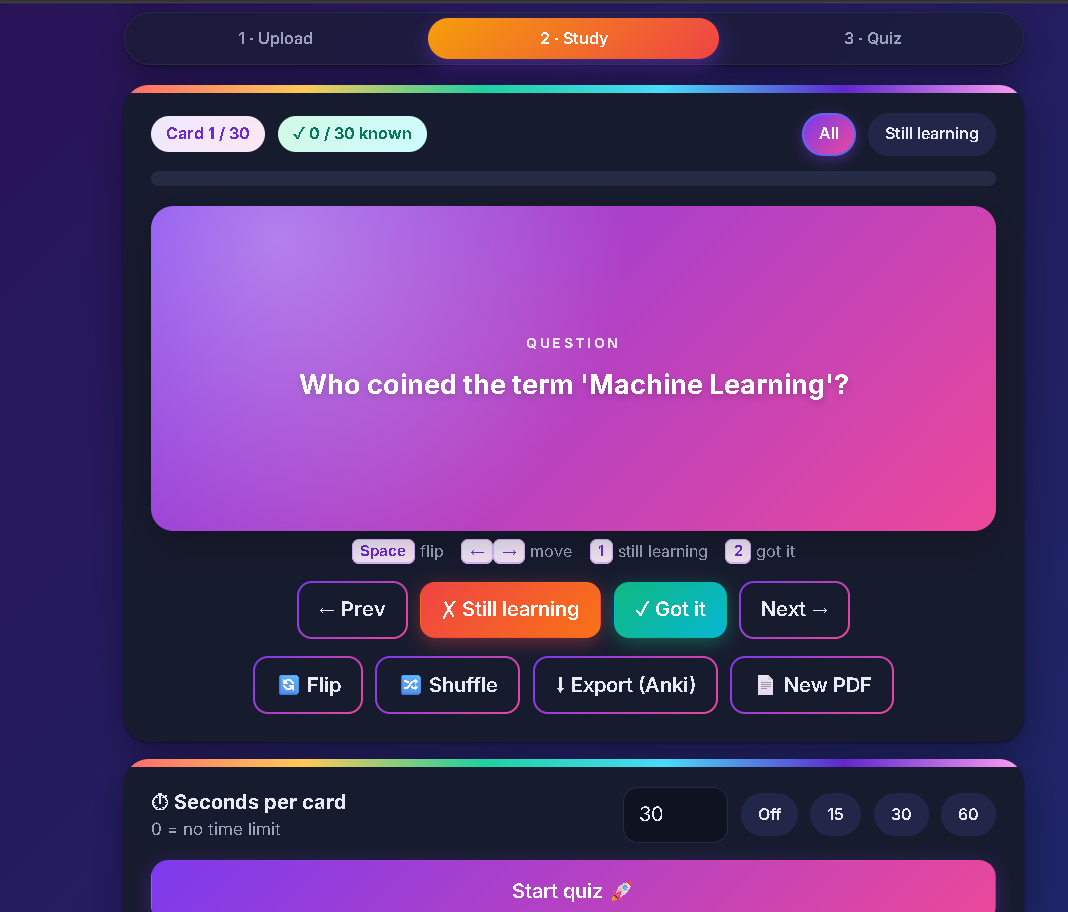 1 · Upload
2 · Study
3 · Quiz
Card 1 / 30
✓ 0 / 30 known
All
Still learning
QUESTION
Who coined the term 'Machine Learning'?
Space flip ← → move 1 still learning 2 got it
← Prev
✗ Still learning
✓ Got it
Next →
🔄 Flip
🔀 Shuffle
⬇ Export (Anki)
📄 New PDF
⏱ Seconds per card
0 = no time limit
30
Off
15
30
60
Start quiz 🚀